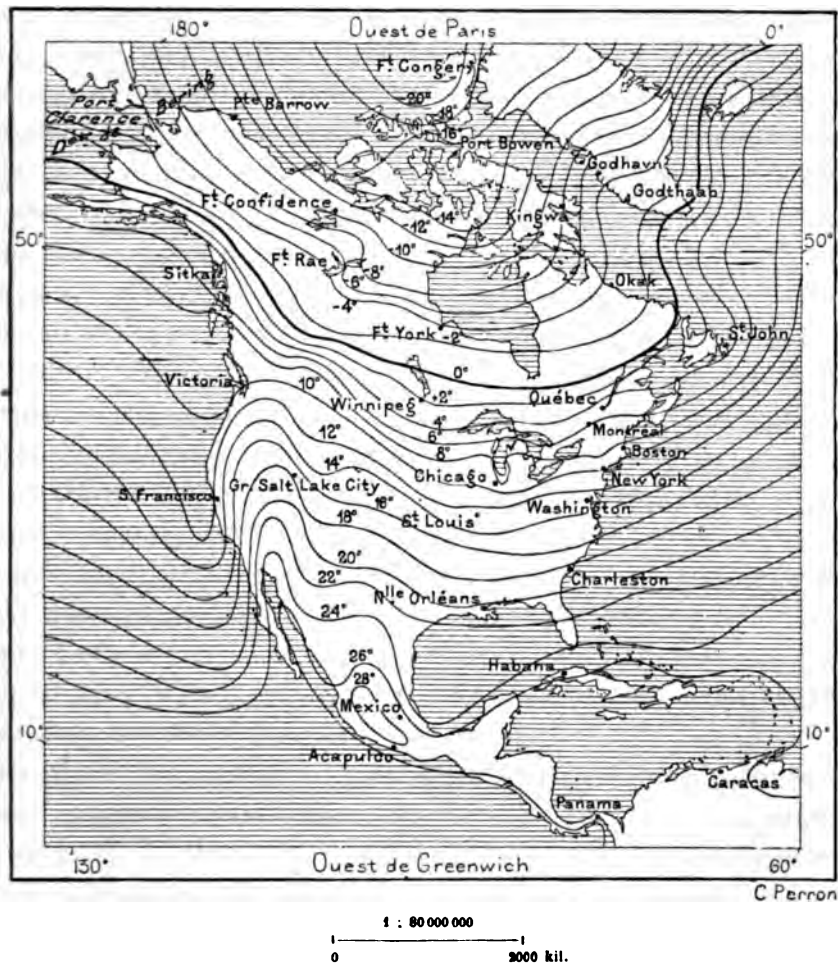 180° Ouest de Paris 0°
Ft. Conger
-20°
-18°
-16°
Pte Barrow
Bering
Port Clarence
Dét. de
Port Bowen
Godhavn
Godthaab
Ft. Confidence
-14°
-12°
Kingwa
-10°
50°
50°
Ft. Rae
-8°
-6°
-4°
Sitka
Okak
Ft. York
-2°
St. John
0°
Victoria
10°
+2°
Winnipeg
Québec
4°
6°
8°
12°
Montréal
14°
Boston
Chicago
New York
S. Francisco
Gr. Salt Lake City
16°
Washington
18°
St. Louis
20°
22°
Nlle Orléans
Charleston
24°
26°
Habana
28°
Mexico
10°
10°
Acapulco
Caracas
Panama
130° Ouest de Greenwich 60°
C Perron
1 : 80 000 000
0 2000 kil.